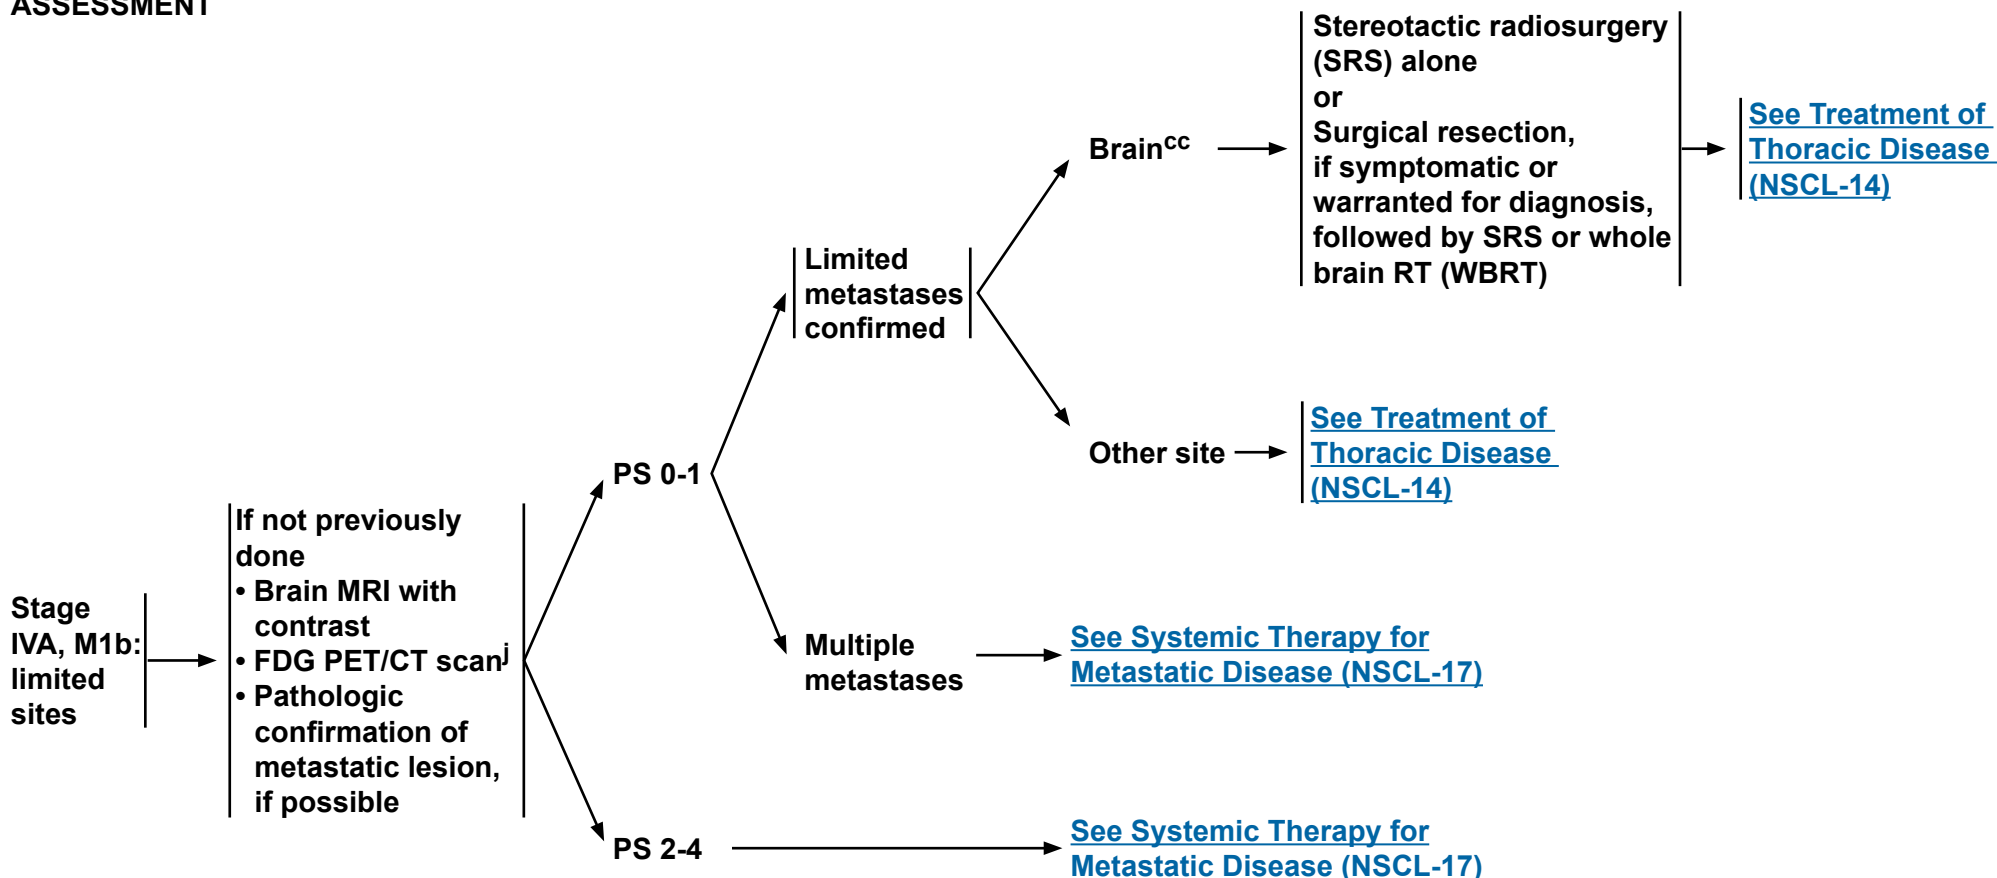 ASSESSMENT
Stage
IVA, M1b:
limited
sites
If not previously
done
• Brain MRI with
contrast
• FDG PET/CT scanj
• Pathologic
confirmation of
metastatic lesion,
if possible
PS 0-1
Limited
metastases
confirmed
Braincc
Stereotactic radiosurgery
(SRS) alone
or
Surgical resection,
if symptomatic or
warranted for diagnosis,
followed by SRS or whole
brain RT (WBRT)
See Treatment of
Thoracic Disease
(NSCL-14)
Other site
See Treatment of
Thoracic Disease
(NSCL-14)
Multiple
metastases
See Systemic Therapy for
Metastatic Disease (NSCL-17)
PS 2-4
See Systemic Therapy for
Metastatic Disease (NSCL-17)